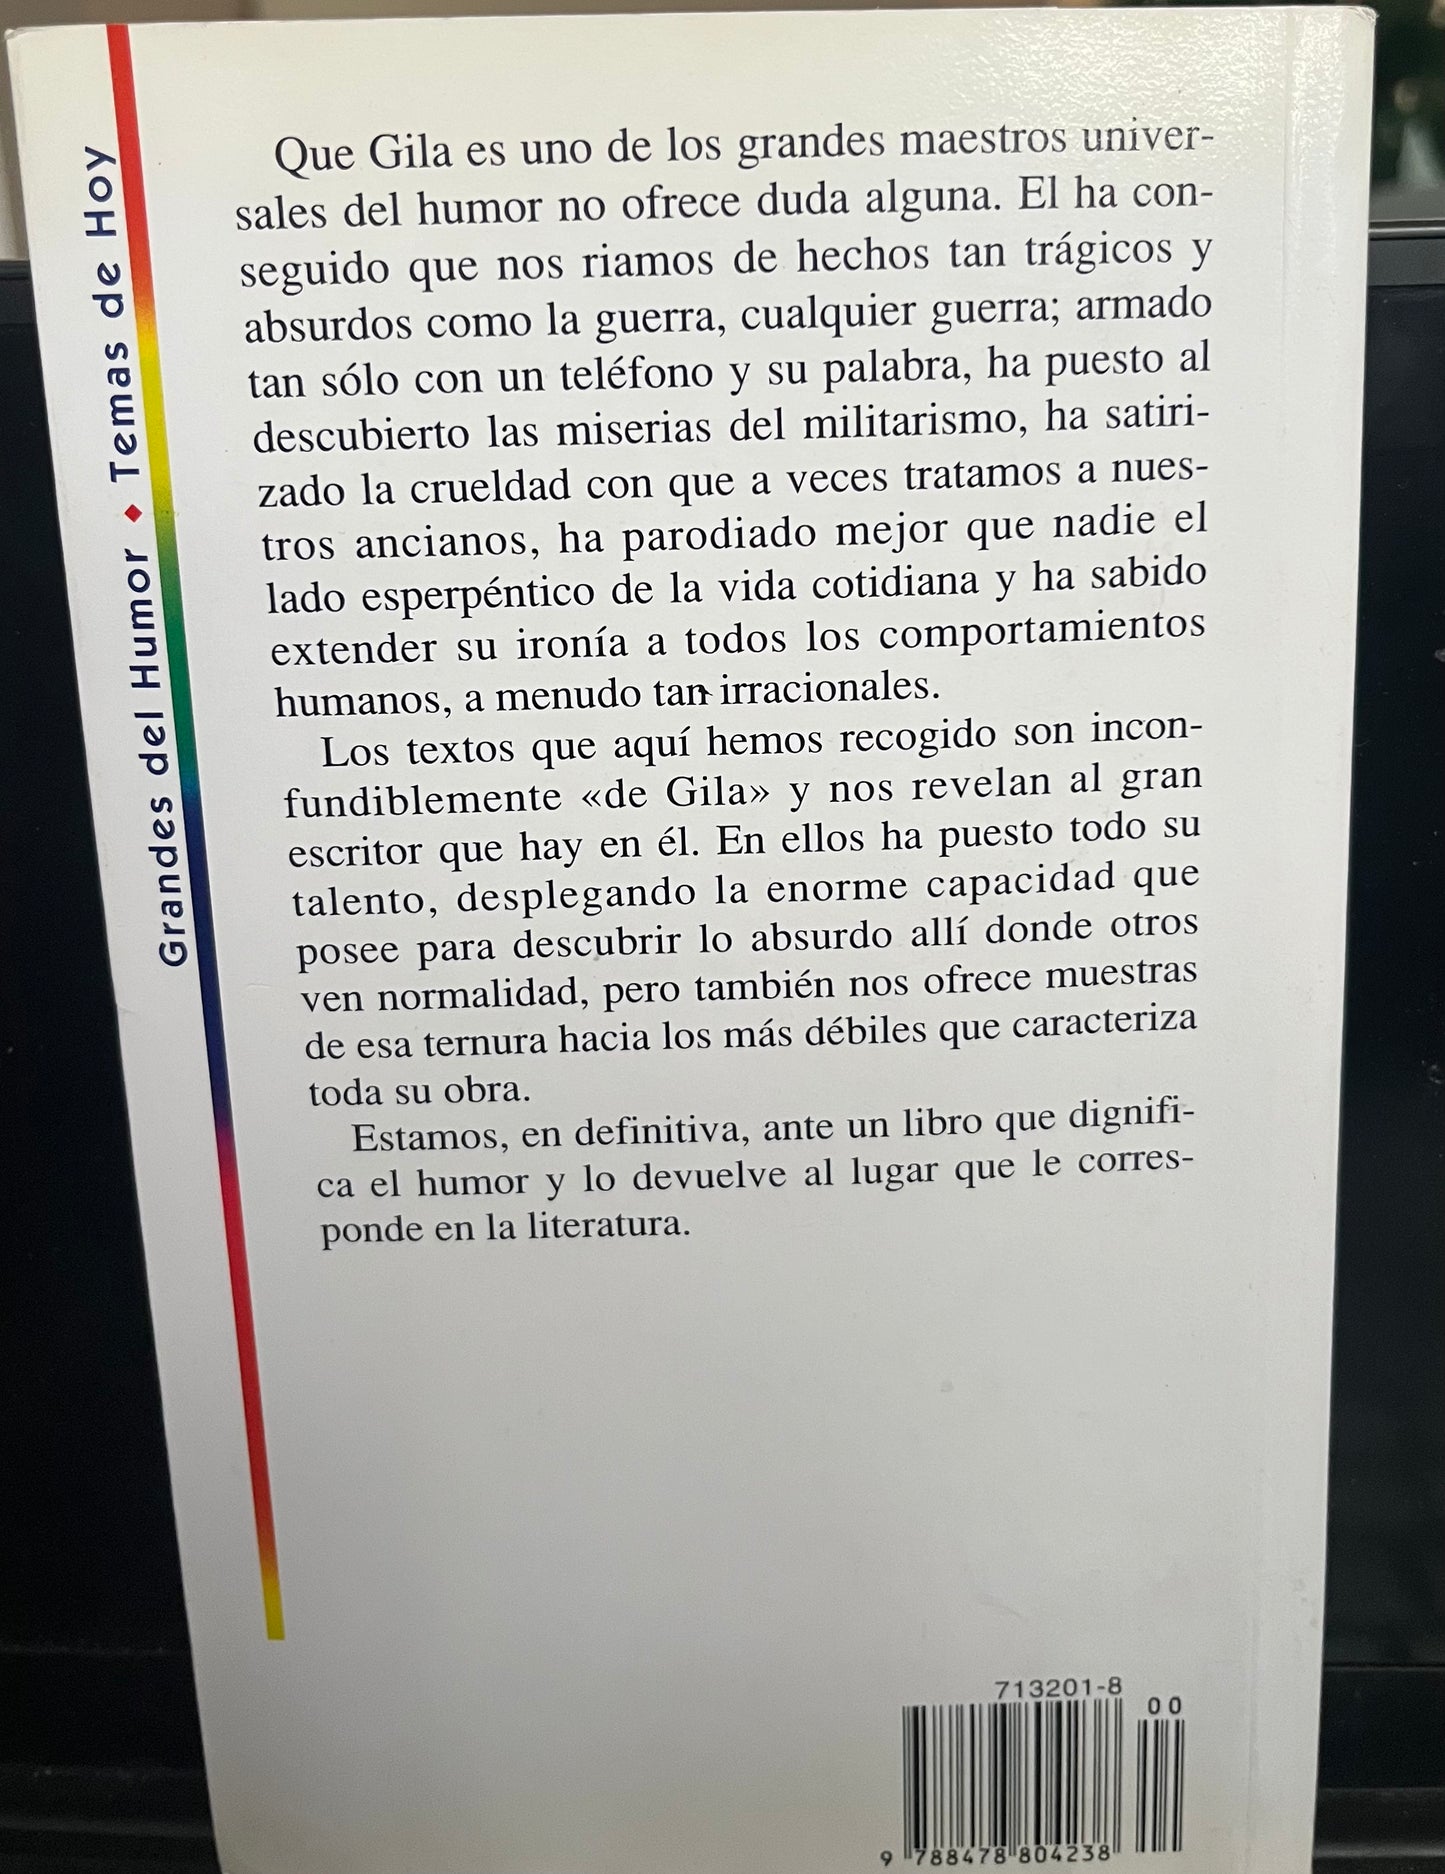 Grandes del Humor ♦ Temas de Hoy
Que Gila es uno de los grandes maestros univer-
sales del humor no ofrece duda alguna. El ha con-
seguido que nos riamos de hechos tan trágicos y
absurdos como la guerra, cualquier guerra; armado
tan sólo con un teléfono y su palabra, ha puesto al
descubierto las miserias del militarismo, ha satiri-
zado la crueldad con que a veces tratamos a nues-
tros ancianos, ha parodiado mejor que nadie el
lado esperpéntico de la vida cotidiana y ha sabido
extender su ironía a todos los comportamientos
humanos, a menudo tan irracionales.
Los textos que aquí hemos recogido son incon-
fundiblemente «de Gila» y nos revelan al gran
escritor que hay en él. En ellos ha puesto todo su
talento, desplegando la enorme capacidad que
posee para descubrir lo absurdo allí donde otros
ven normalidad, pero también nos ofrece muestras
de esa ternura hacia los más débiles que caracteriza
toda su obra.
Estamos, en definitiva, ante un libro que dignifi-
ca el humor y lo devuelve al lugar que le corres-
ponde en la literatura.
713201-8
00
9 788478 804238